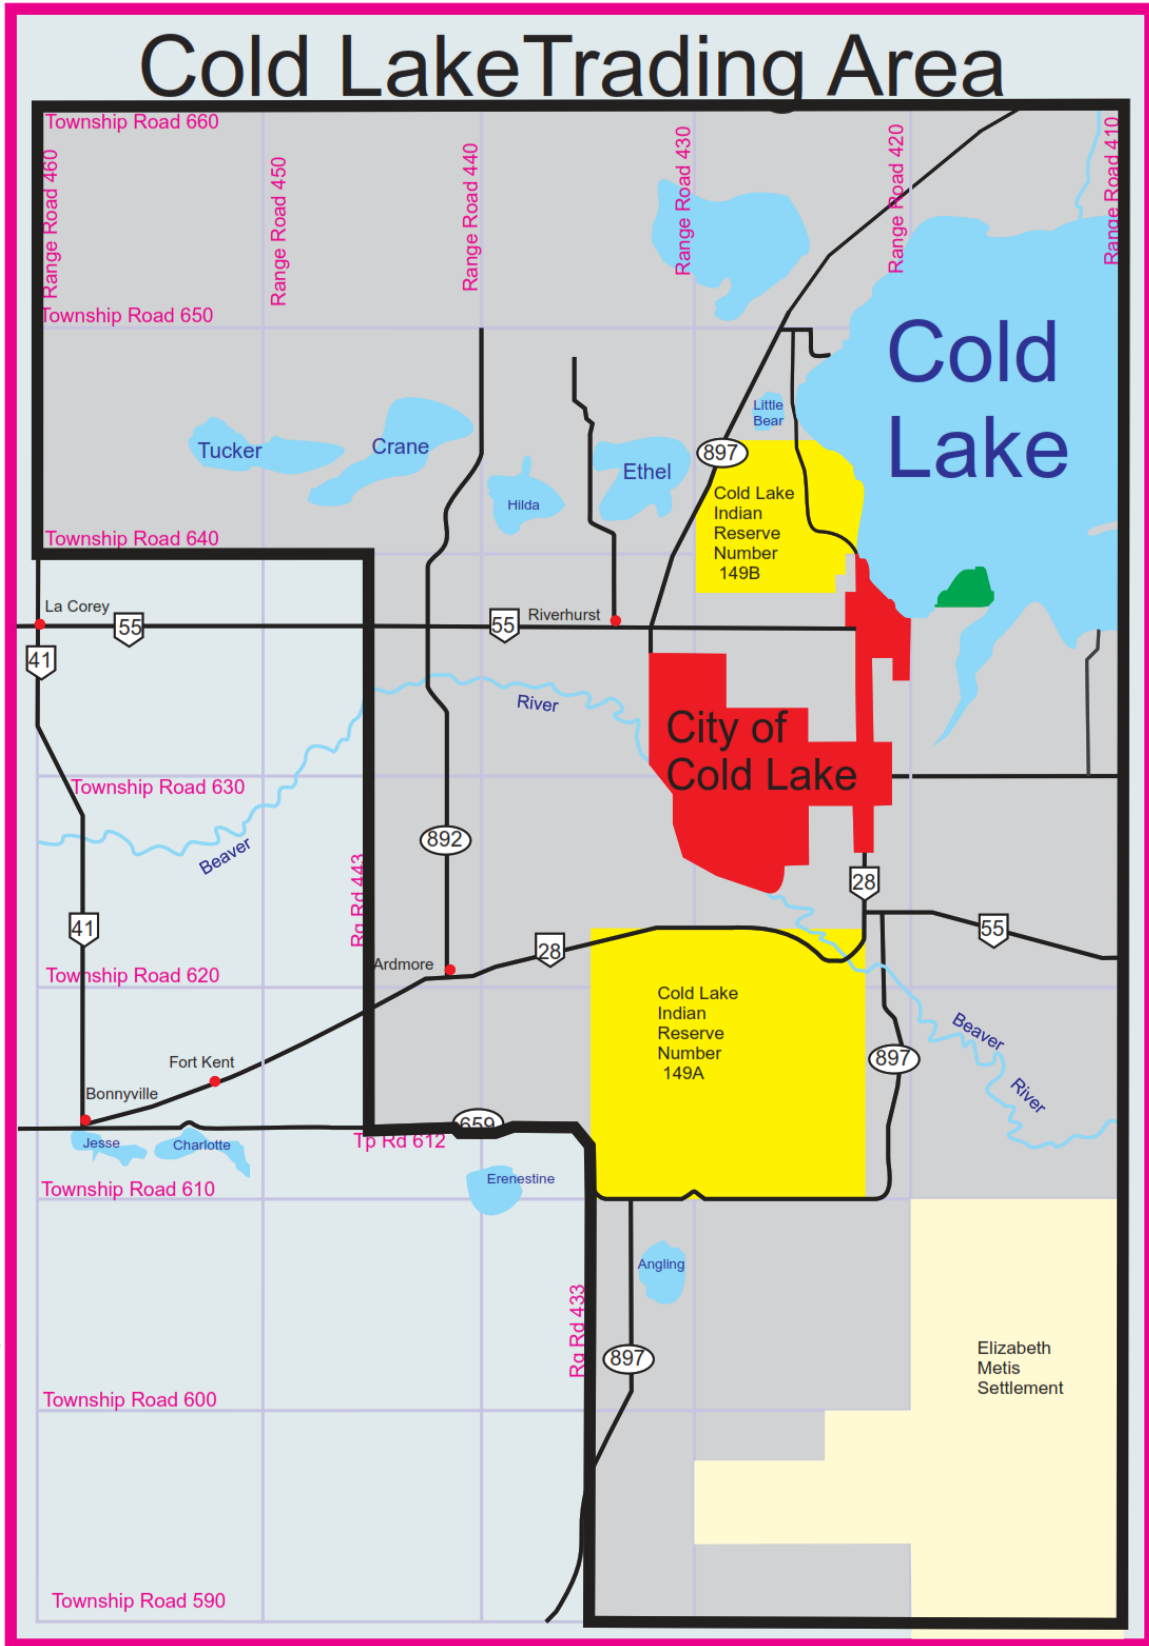 Cold LakeTrading Area
Township Road 660
Range Road 460
Range Road 450
Range Road 440
Range Road 430
Range Road 420
Range Road 410
Township Road 650
Cold
Lake
Little
Bear
Tucker
Crane
Ethel
Hilda
897
Cold Lake
Indian
Reserve
Number
149B
Township Road 640
La Corey
55
55
Riverhurst
41
River
City of
Cold Lake
Township Road 630
Beaver
892
Rg Rd 443
28
41
28
55
Ardmore
Township Road 620
Cold Lake
Indian
Reserve
Number
149A
Beaver
River
897
Fort Kent
Bonnyville
659
Jesse
Charlotte
Tp Rd 612
Erenestine
Township Road 610
Angling
Rg Rd 433
897
Elizabeth
Metis
Settlement
Township Road 600
Township Road 590